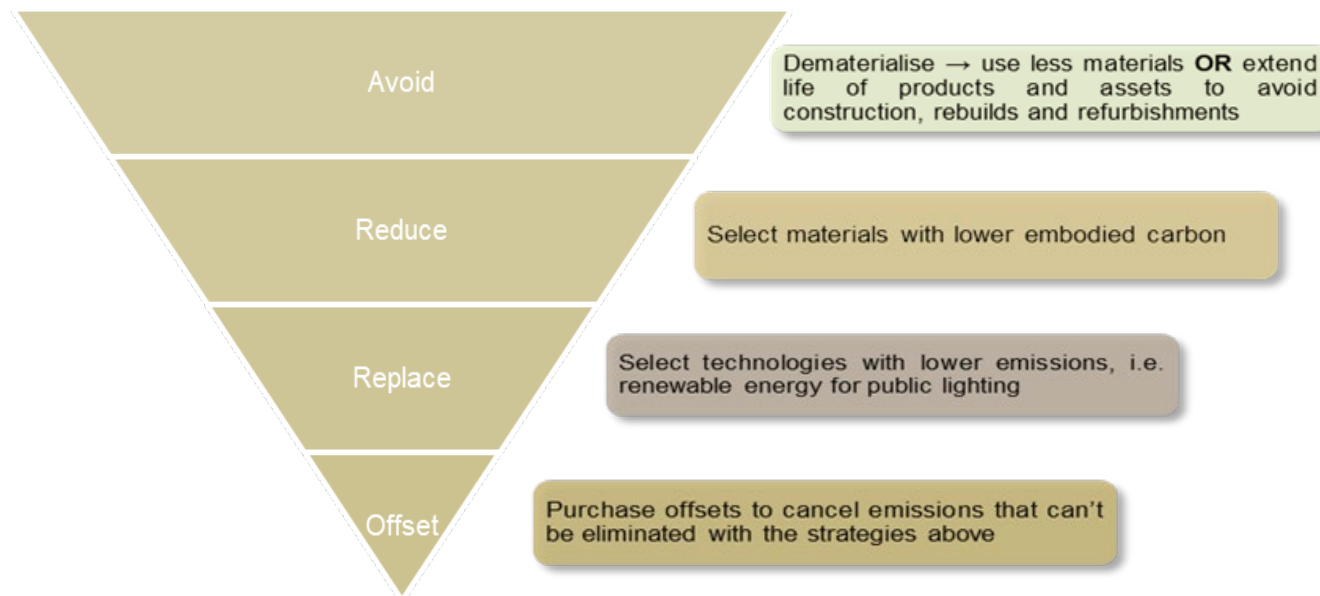 Avoid
Dematerialise → use less materials OR extend
life of products and assets to avoid
construction, rebuilds and refurbishments
Reduce
Select materials with lower embodied carbon
Replace
Select technologies with lower emissions, i.e.
renewable energy for public lighting
Offset
Purchase offsets to cancel emissions that can’t
be eliminated with the strategies above